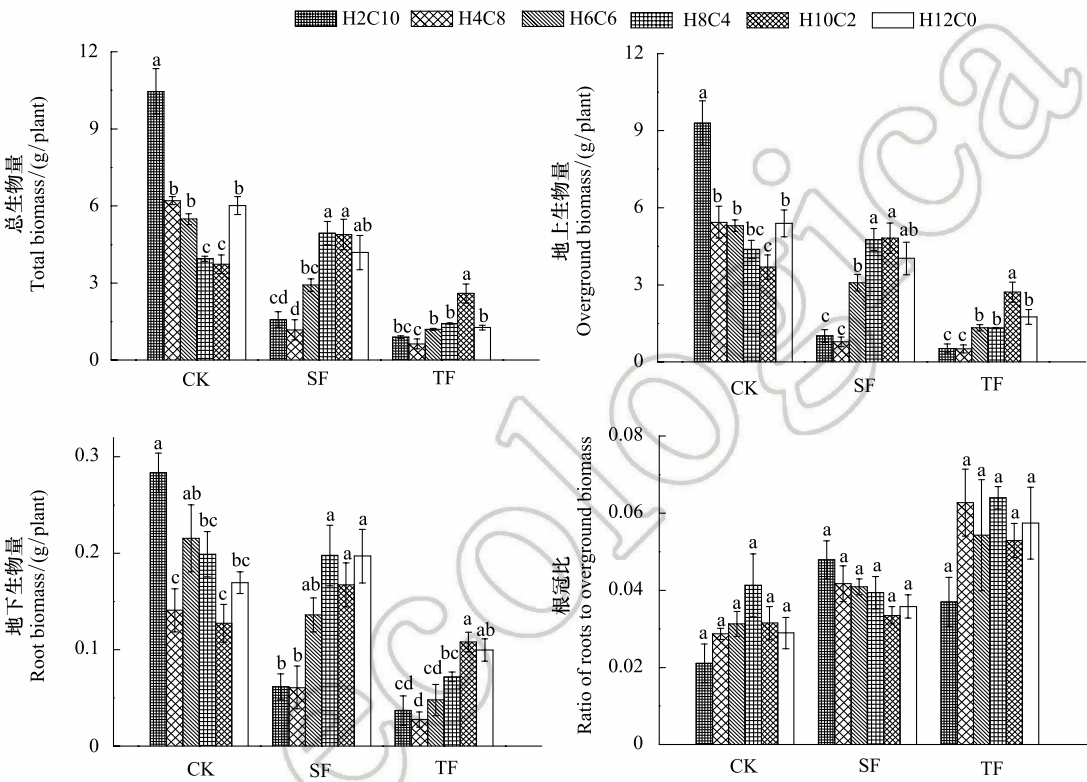 H2C10 H4C8 H6C6 H8C4 H10C2 H12C0
总生物量
Total biomass/(g/plant)
12
9
6
3
0
a b b c c b
cd d bc a a ab
bc c b b a b
CK SF TF
地上生物量
Overground biomass/(g/plant)
12
9
6
3
0
a b b bc c b
c c b a a ab
c c b b a b
CK SF TF
地下生物量
Root biomass/(g/plant)
0.3
0.2
0.1
0
a c ab bc c bc
b b ab a a a
cd d cd bc a ab
CK SF TF
根冠比
Ratio of roots to overground biomass
0.08
0.06
0.04
0.02
0
a a a a a a
a a a a a a
a a a a a a
CK SF TF
ecologica